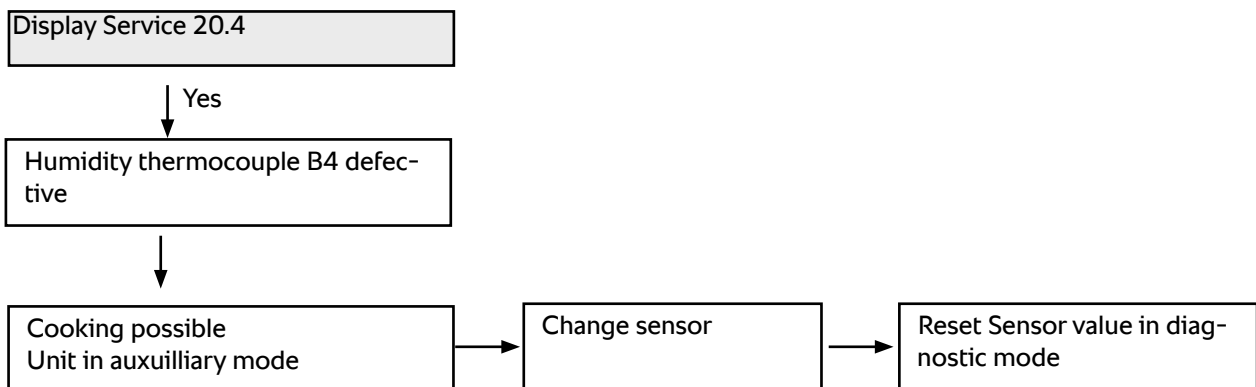 Display Service 20.4
Yes
Humidity thermocouple B4 defec-
tive
Cooking possible
Unit in auxuilliary mode
Change sensor
Reset Sensor value in diag-
nostic mode